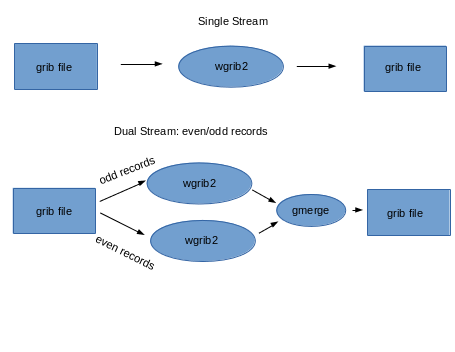 Single Stream
grib file
wgrib2
grib file
Dual Stream: even/odd records
odd records
wgrib2
grib file
gmerge
grib file
wgrib2
even records